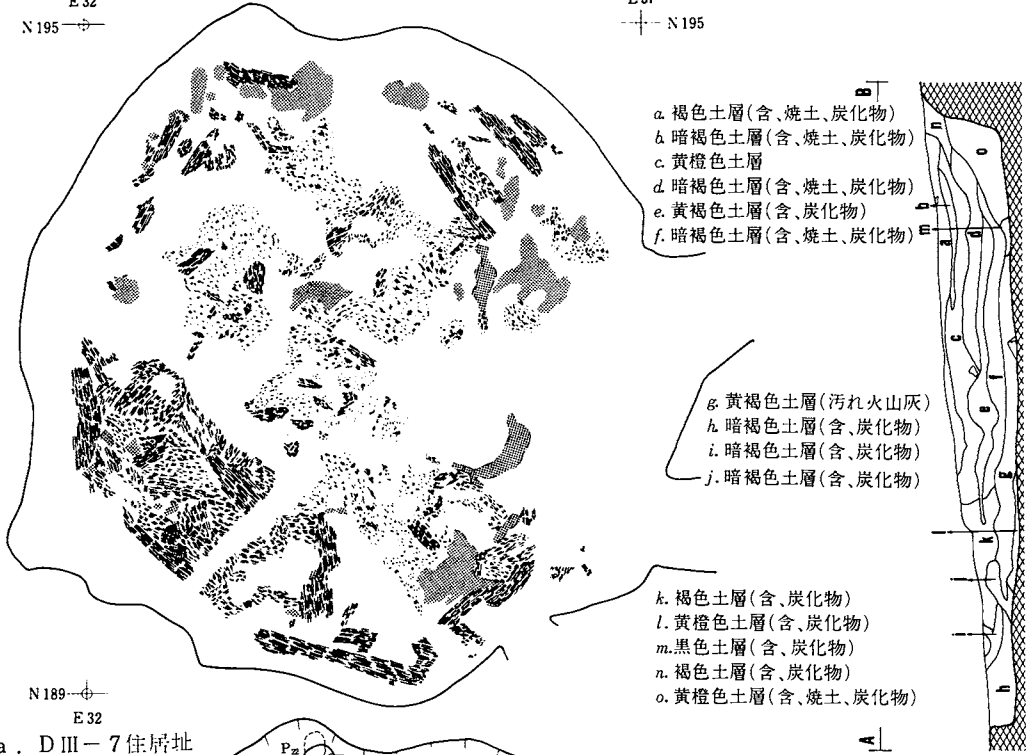 E32
N195
N195
B
a. 褐色土層(含、焼土、炭化物)
b. 暗褐色土層(含、焼土、炭化物)
c. 黄橙色土層
d. 暗褐色土層(含、焼土、炭化物)
e. 黄褐色土層(含、炭化物)
f. 暗褐色土層(含、焼土、炭化物)
g. 黄褐色土層(汚れ火山灰)
h. 暗褐色土層(含、炭化物)
i. 暗褐色土層(含、炭化物)
j. 暗褐色土層(含、炭化物)
k. 褐色土層(含、炭化物)
l. 黄橙色土層(含、炭化物)
m. 黒色土層(含、炭化物)
n. 褐色土層(含、炭化物)
o. 黄橙色土層(含、焼土、炭化物)
n
o
b
m
a
d
c
f
e
g
k
h
A
N189
E32
a. DⅢ-7住居址